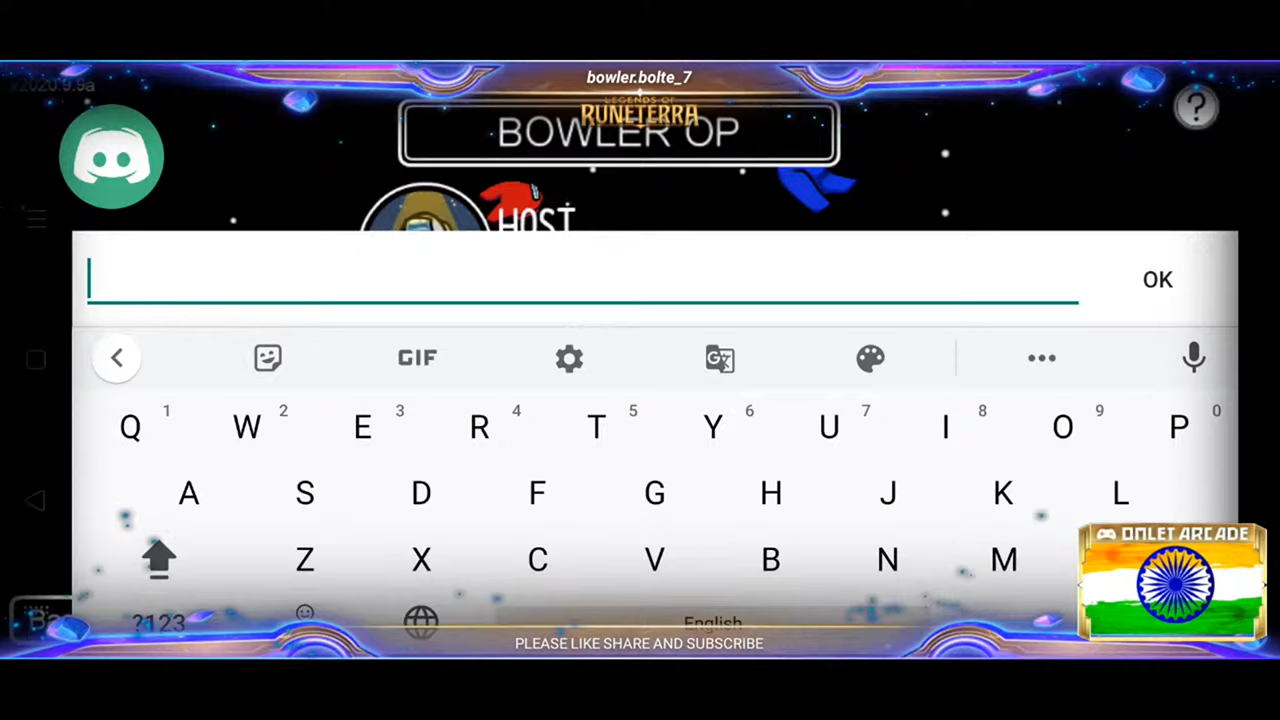 bowler.bolte_7
v2020.9.9a
LEGENDS OF
RUNETERRA
BOWLER OP
?
HOST
OK
GIF
G
Q 1 W 2 E 3 R 4 T 5 Y 6 U 7 I 8 O 9 P 0
A S D F G H J K L
Z X C V B N M
OMLET ARCADE
?123
English
PLEASE LIKE SHARE AND SUBSCRIBE